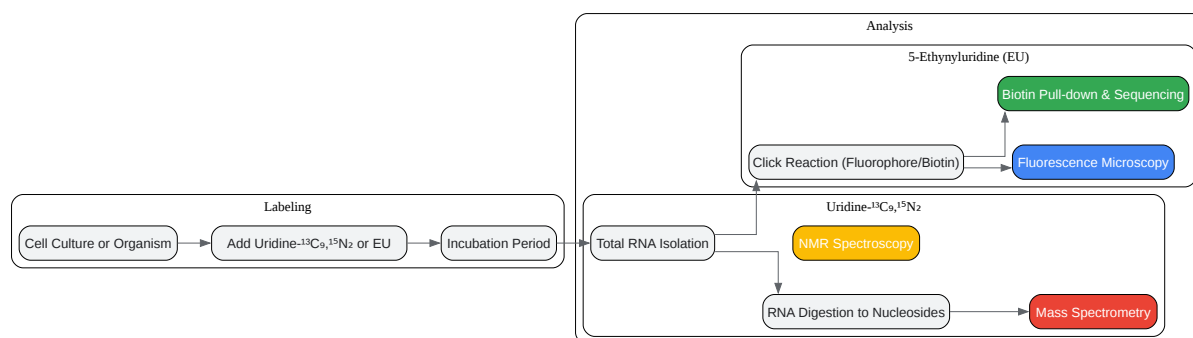 Analysis
5-Ethynyluridine (EU)
Biotin Pull-down & Sequencing
Click Reaction (Fluorophore/Biotin)
Fluorescence Microscopy
Labeling
Uridine-¹³C₉,¹⁵N₂
Cell Culture or Organism
Add Uridine-¹³C₉,¹⁵N₂ or EU
Incubation Period
Total RNA Isolation
NMR Spectroscopy
RNA Digestion to Nucleosides
Mass Spectrometry